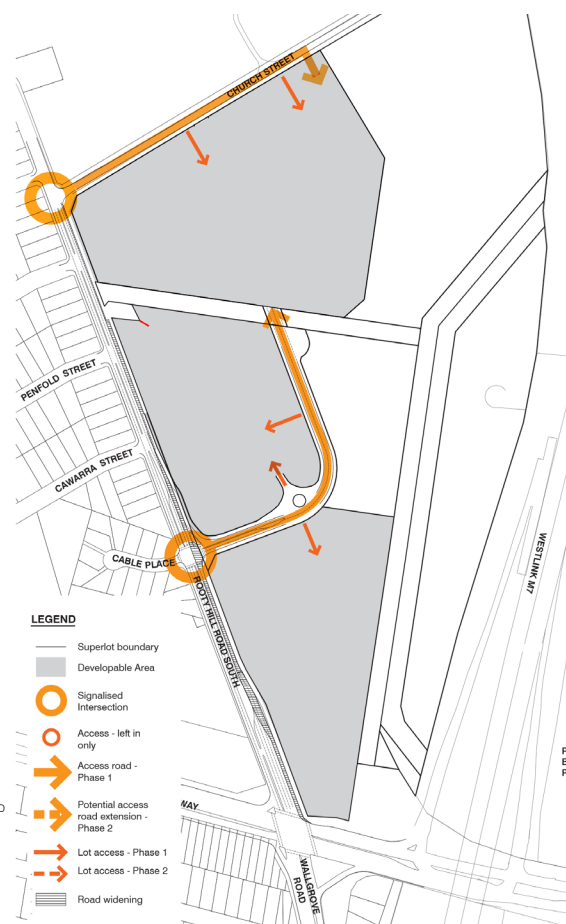 CHURCH STREET
PENFOLD STREET
CAWARRA STREET
CABLE PLACE
ROOTY HILL ROAD SOUTH
WESTLINK M7
LEGEND
Superlot boundary
Developable Area
Signalised
Intersection
Access - left in
only
Access road -
Phase 1
Potential access
road extension -
Phase 2
Lot access - Phase 1
Lot access - Phase 2
Road widening
WAY
WALLGROVE
ROAD